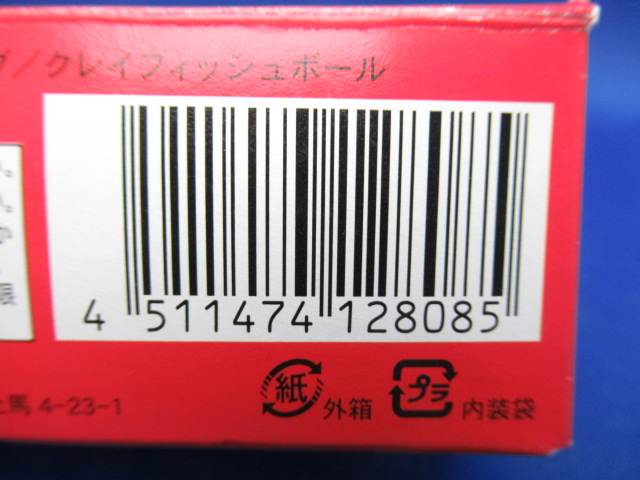 ／クレイフィッシュボール
4 511474 128085
紙 外箱 プラ 内装袋
馬 4-23-1